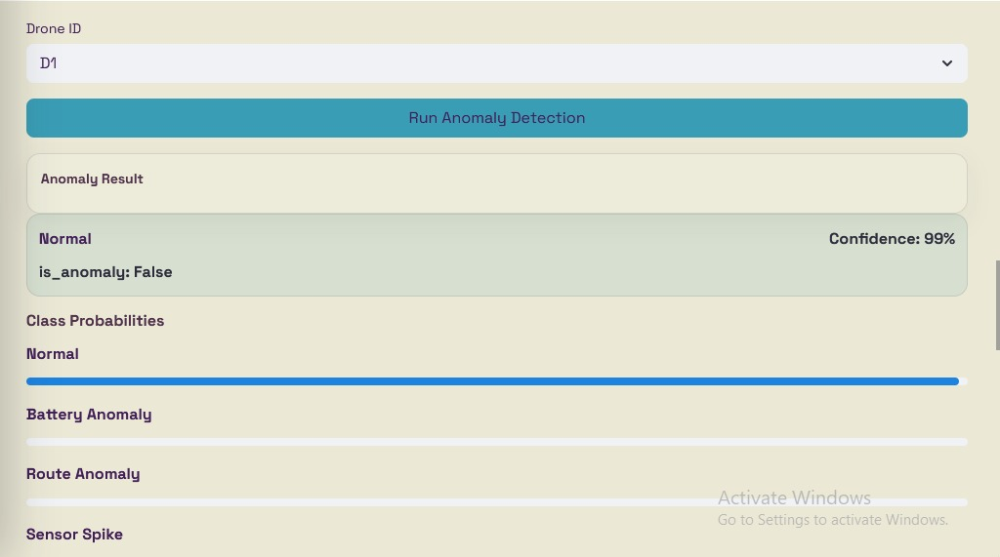 Drone ID
D1
Run Anomaly Detection
Anomaly Result
Normal Confidence: 99%
is_anomaly: False
Class Probabilities
Normal
Battery Anomaly
Route Anomaly
Activate Windows
Go to Settings to activate Windows.
Sensor Spike